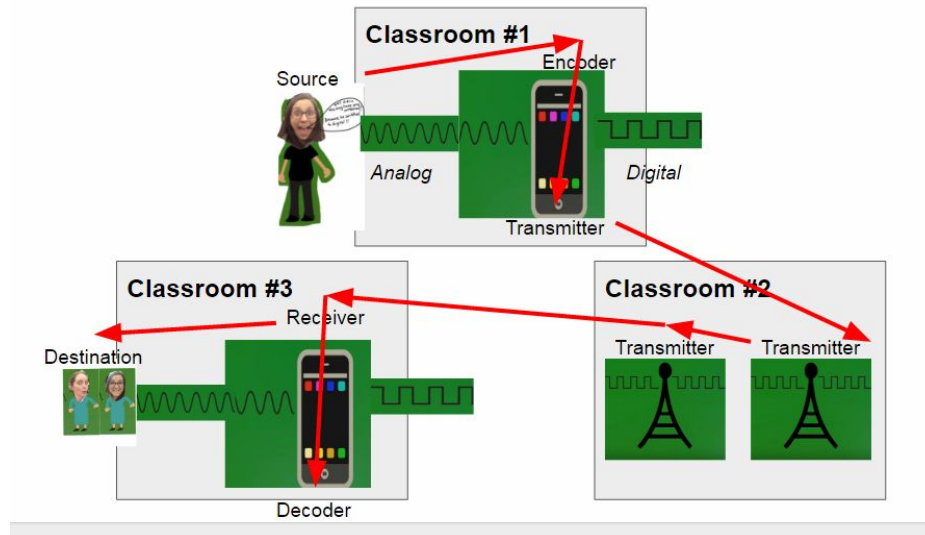 Classroom #1
Source
Encoder
Analog
Digital
Transmitter
Classroom #3
Classroom #2
Receiver
Transmitter
Transmitter
Destination
Decoder